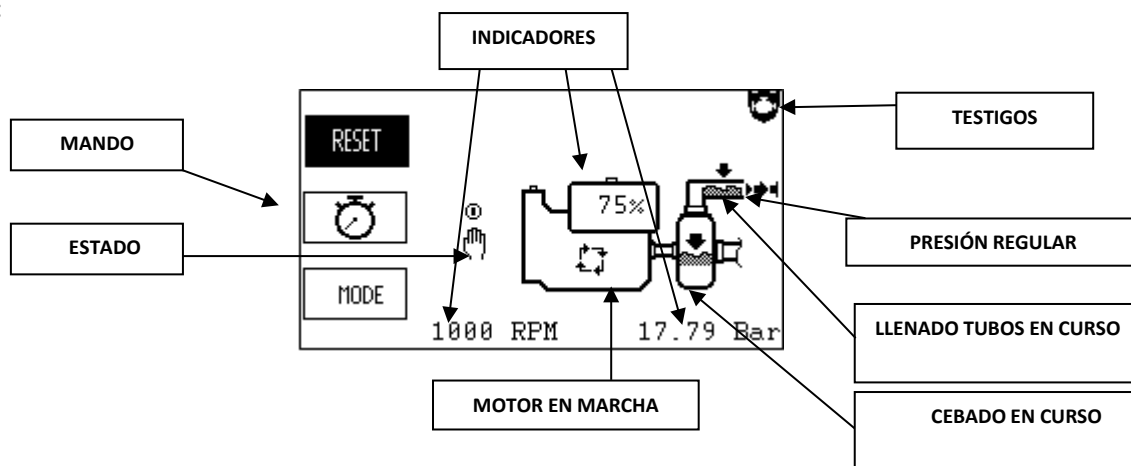 INDICADORES
TESTIGOS
MANDO
RESET
75%
ESTADO
PRESIÓN REGULAR
MODE
LLENADO TUBOS EN CURSO
1000 RPM 17.79 Bar
MOTOR EN MARCHA
CEBADO EN CURSO